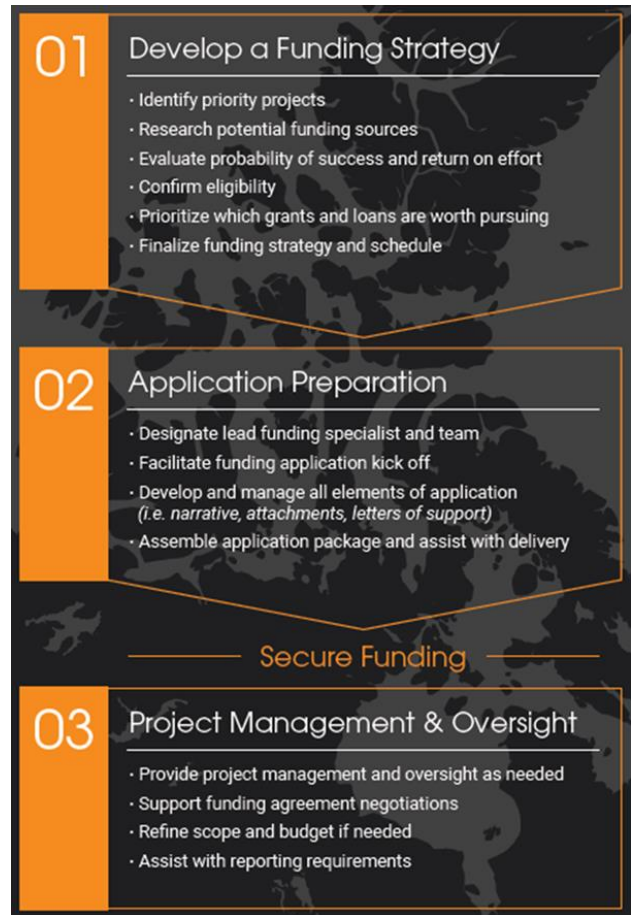 01
Develop a Funding Strategy
· Identify priority projects
· Research potential funding sources
· Evaluate probability of success and return on effort
· Confirm eligibility
· Prioritize which grants and loans are worth pursuing
· Finalize funding strategy and schedule
02
Application Preparation
· Designate lead funding specialist and team
· Facilitate funding application kick off
· Develop and manage all elements of application
(i.e. narrative, attachments, letters of support)
· Assemble application package and assist with delivery
Secure Funding
03
Project Management & Oversight
· Provide project management and oversight as needed
· Support funding agreement negotiations
· Refine scope and budget if needed
· Assist with reporting requirements